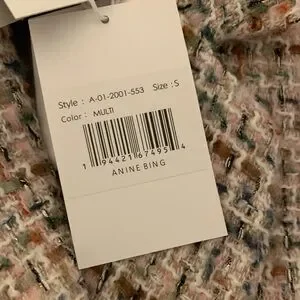 Style : A-01-2001-553 Size : S
Color : MULTI
1 94421 67495 4
ANINE BING